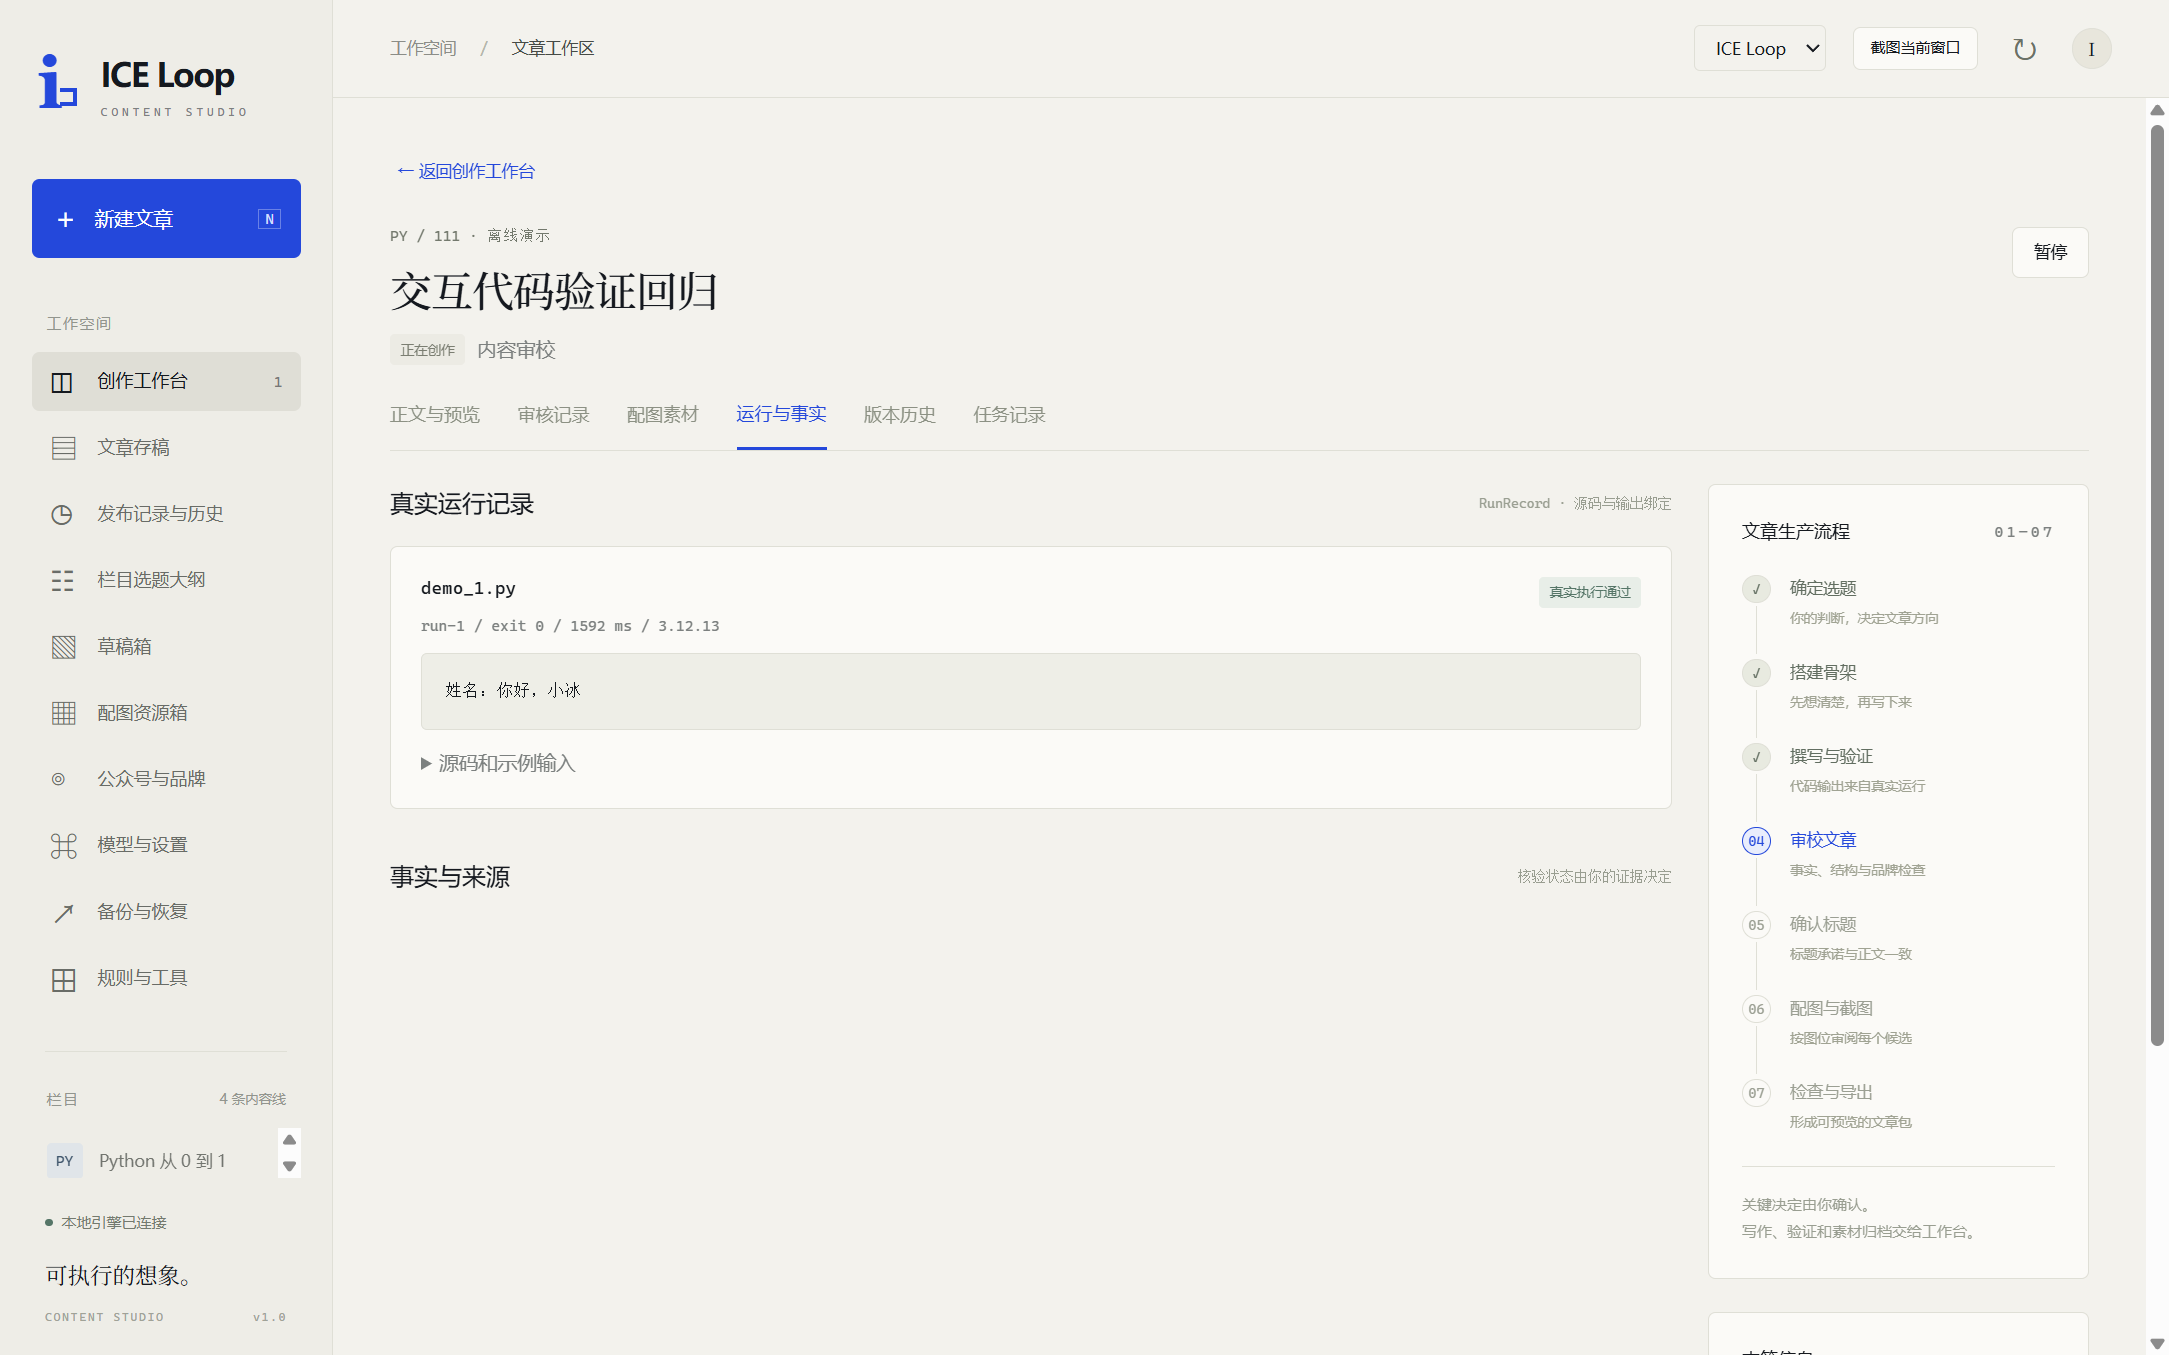 ICE Loop
CONTENT STUDIO
+ 新建文章 N
工作空间
创作工作台 1
文章存稿
发布记录与历史
栏目选题大纲
草稿箱
配图资源箱
公众号与品牌
模型与设置
备份与恢复
规则与工具
栏目 4 条内容线
PY Python 从 0 到 1
本地引擎已连接
可执行的想象。
CONTENT STUDIO v1.0
工作空间 / 文章工作区
ICE Loop
截图当前窗口
I
← 返回创作工作台
PY / 111 · 离线演示
交互代码验证回归
暂停
正在创作 内容审校
正文与预览 审核记录 配图素材 运行与事实 版本历史 任务记录
真实运行记录 RunRecord · 源码与输出绑定
demo_1.py 真实执行通过
run-1 / exit 0 / 1592 ms / 3.12.13
姓名：你好，小冰
源码和示例输入
事实与来源 核验状态由你的证据决定
文章生产流程 01—07
✓ 确定选题
你的判断，决定文章方向
✓ 搭建骨架
先想清楚，再写下来
✓ 撰写与验证
代码输出来自真实运行
04 审校文章
事实、结构与品牌检查
05 确认标题
标题承诺与正文一致
06 配图与截图
按图位审阅每个候选
07 检查与导出
形成可预览的文章包
关键决定由你确认。
写作、验证和素材归档交给工作台。